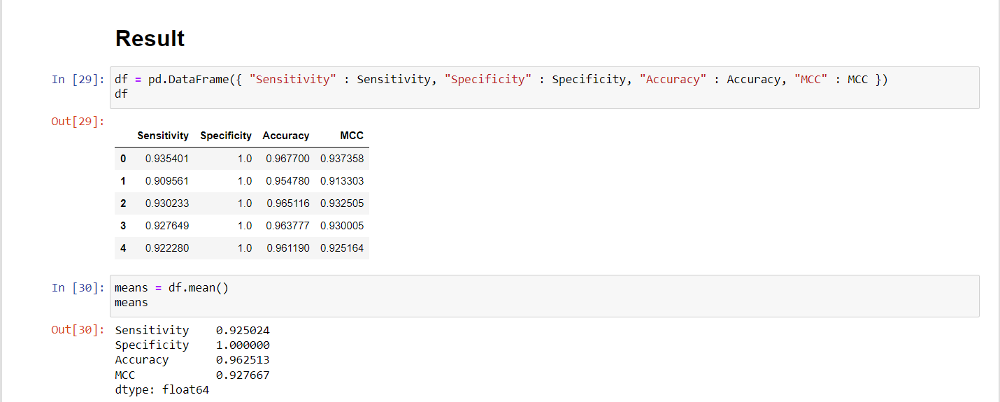 Result
In [29]: df = pd.DataFrame({ "Sensitivity" : Sensitivity, "Specificity" : Specificity, "Accuracy" : Accuracy, "MCC" : MCC })
df
Out[29]:
Sensitivity Specificity Accuracy MCC
0 0.935401 1.0 0.967700 0.937358
1 0.909561 1.0 0.954780 0.913303
2 0.930233 1.0 0.965116 0.932505
3 0.927649 1.0 0.963777 0.930005
4 0.922280 1.0 0.961190 0.925164
In [30]: means = df.mean()
means
Out[30]: Sensitivity 0.925024
Specificity 1.000000
Accuracy 0.962513
MCC 0.927667
dtype: float64